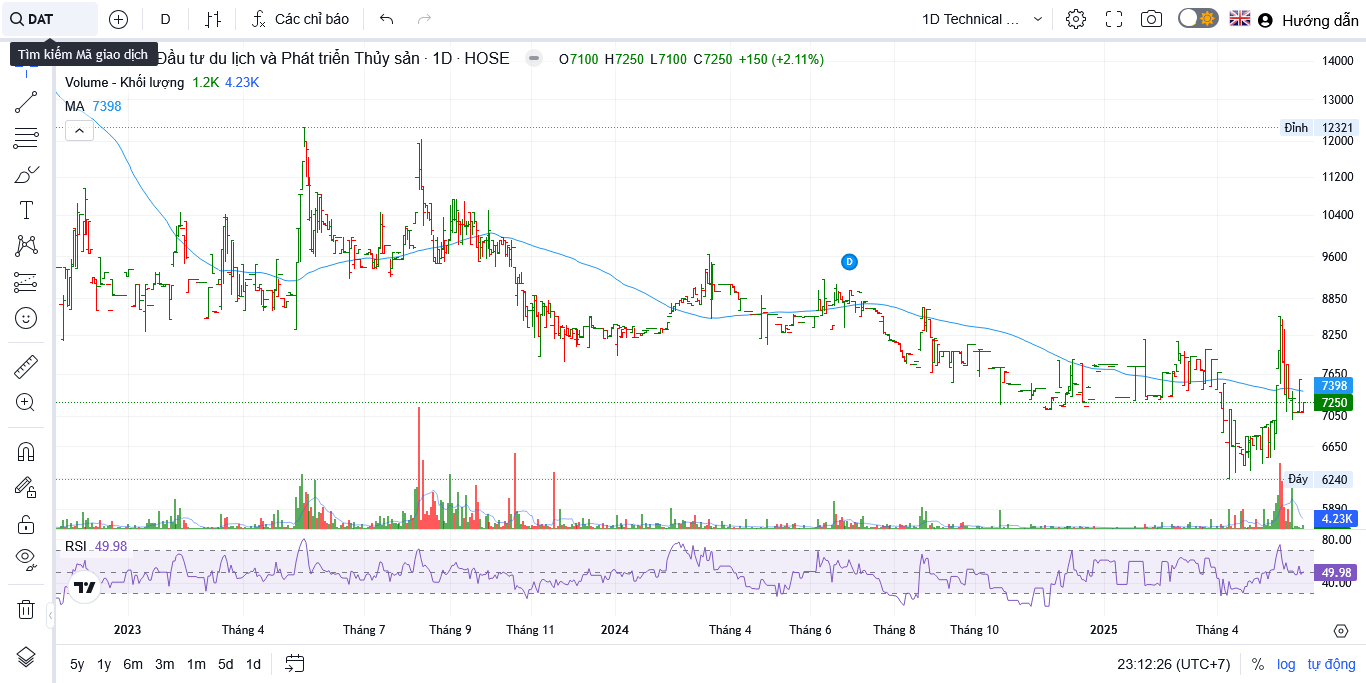 DAT
D
Các chỉ báo
1D Technical ...
Hướng dẫn
Tìm kiếm Mã giao dịch
Đầu tư du lịch và Phát triển Thủy sản · 1D · HOSE
O7100 H7250 L7100 C7250 +150 (+2.11%)
Volume - Khối lượng 1.2K 4.23K
MA 7398
14000
13000
Đỉnh 12321
12000
11200
10400
9600
D
8850
8250
7650
7398
7250
7050
6650
Đáy 6240
5890
4.23K
RSI 49.98
80.00
49.98
40.00
2023 Tháng 4 Tháng 7 Tháng 9 Tháng 11 2024 Tháng 4 Tháng 6 Tháng 8 Tháng 10 2025 Tháng 4
5y 1y 6m 3m 1m 5d 1d
23:12:26 (UTC+7) % log tự động